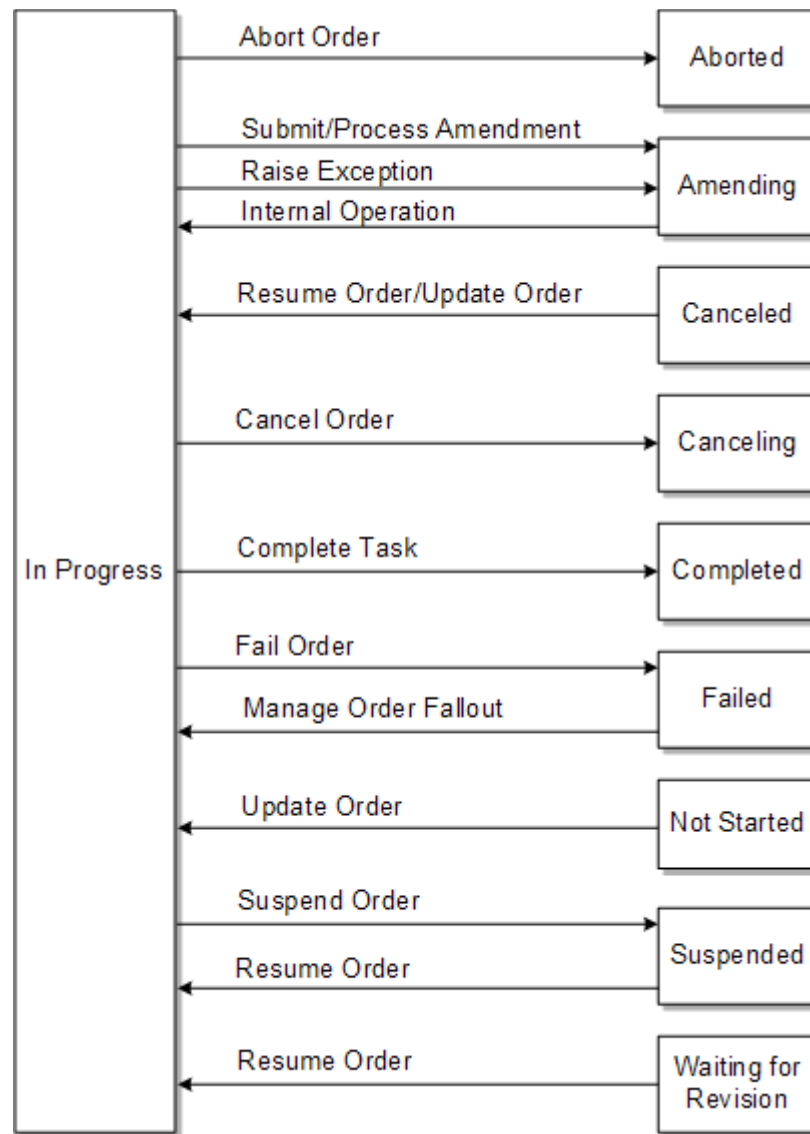 Abort Order
Aborted
Submit/Process Amendment
Raise Exception
Amending
Internal Operation
Resume Order/Update Order
Canceled
Cancel Order
Canceling
Complete Task
In Progress
Completed
Fail Order
Failed
Manage Order Fallout
Update Order
Not Started
Suspend Order
Suspended
Resume Order
Resume Order
Waiting for
Revision